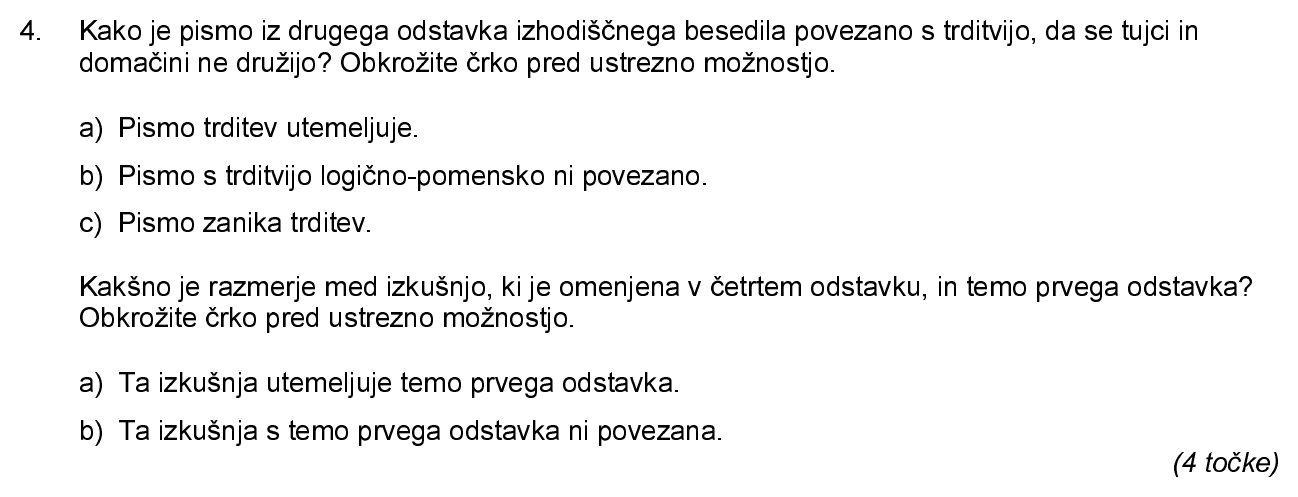 4. Kako je pismo iz drugega odstavka izhodiščnega besedila povezano s trditvijo, da se tujci in
domačini ne družijo? Obkrožite črko pred ustrezno možnostjo.
a) Pismo trditev utemeljuje.
b) Pismo s trditvijo logično-pomensko ni povezano.
c) Pismo zanika trditev.
Kakšno je razmerje med izkušnjo, ki je omenjena v četrtem odstavku, in temo prvega odstavka?
Obkrožite črko pred ustrezno možnostjo.
a) Ta izkušnja utemeljuje temo prvega odstavka.
b) Ta izkušnja s temo prvega odstavka ni povezana.
(4 točke)